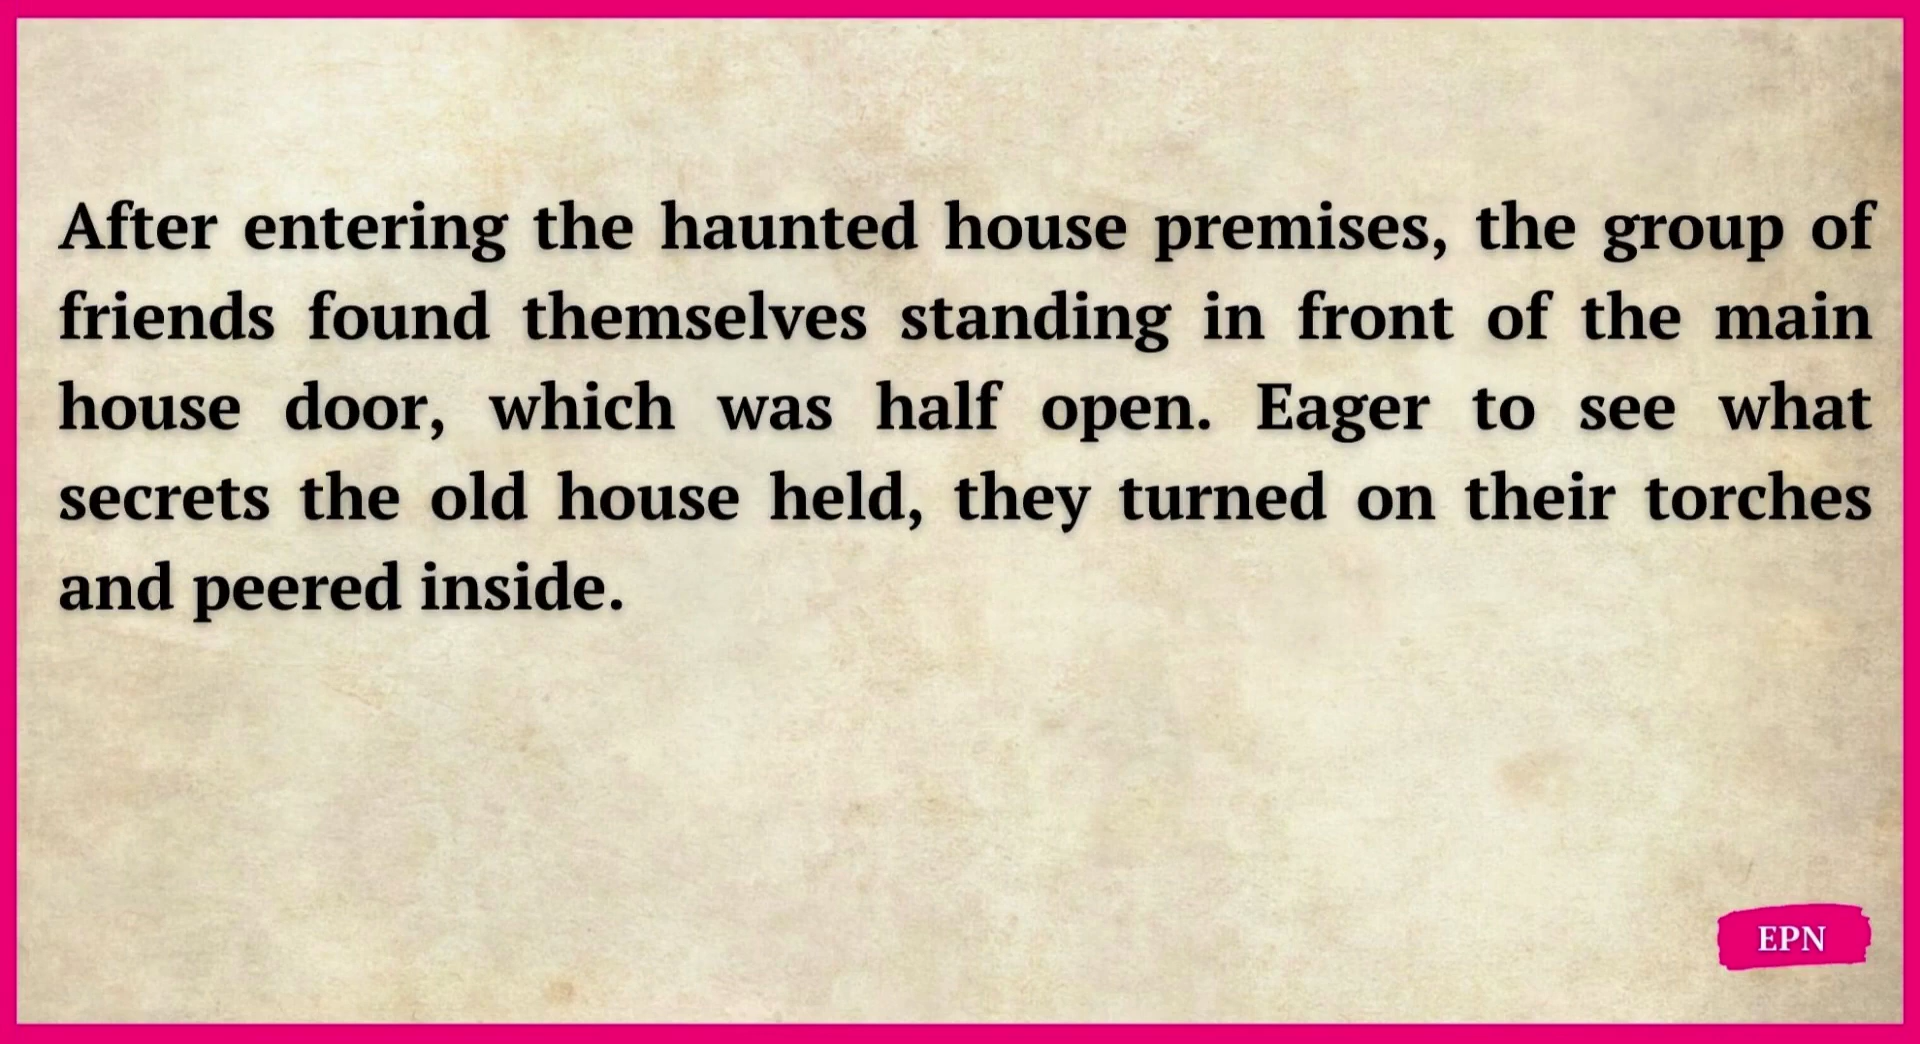 After entering the haunted house premises, the group of
friends found themselves standing in front of the main
house door, which was half open. Eager to see what
secrets the old house held, they turned on their torches
and peered inside.
EPN